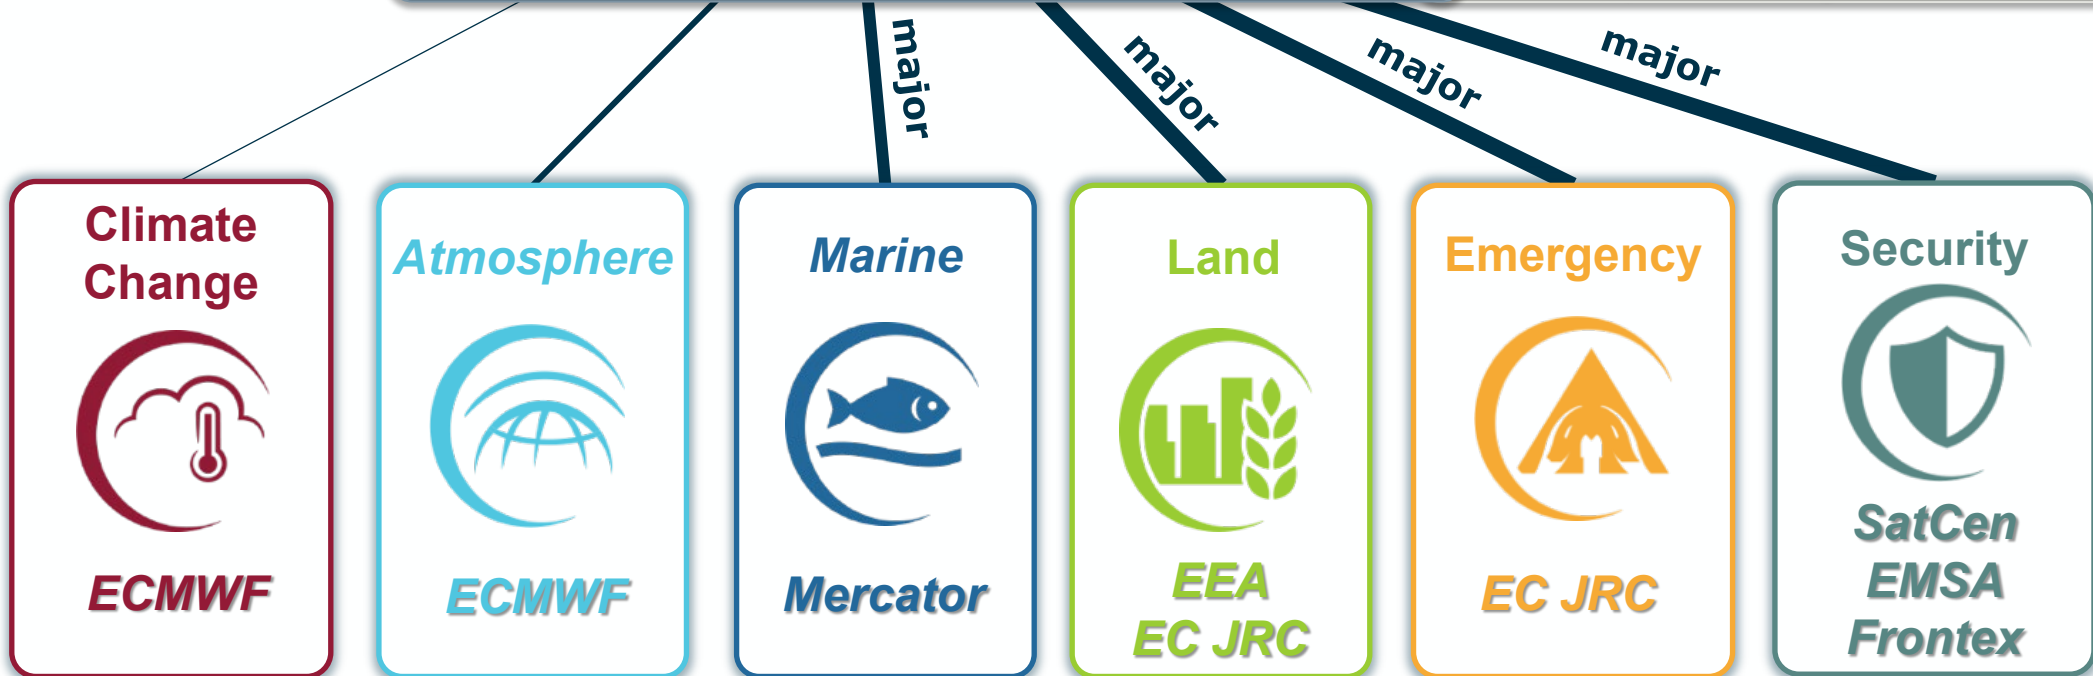 major
major
major
major
Climate
Change
ECMWF
Atmosphere
ECMWF
Marine
Mercator
Land
EEA
EC JRC
Emergency
EC JRC
Security
SatCen
EMSA
Frontex